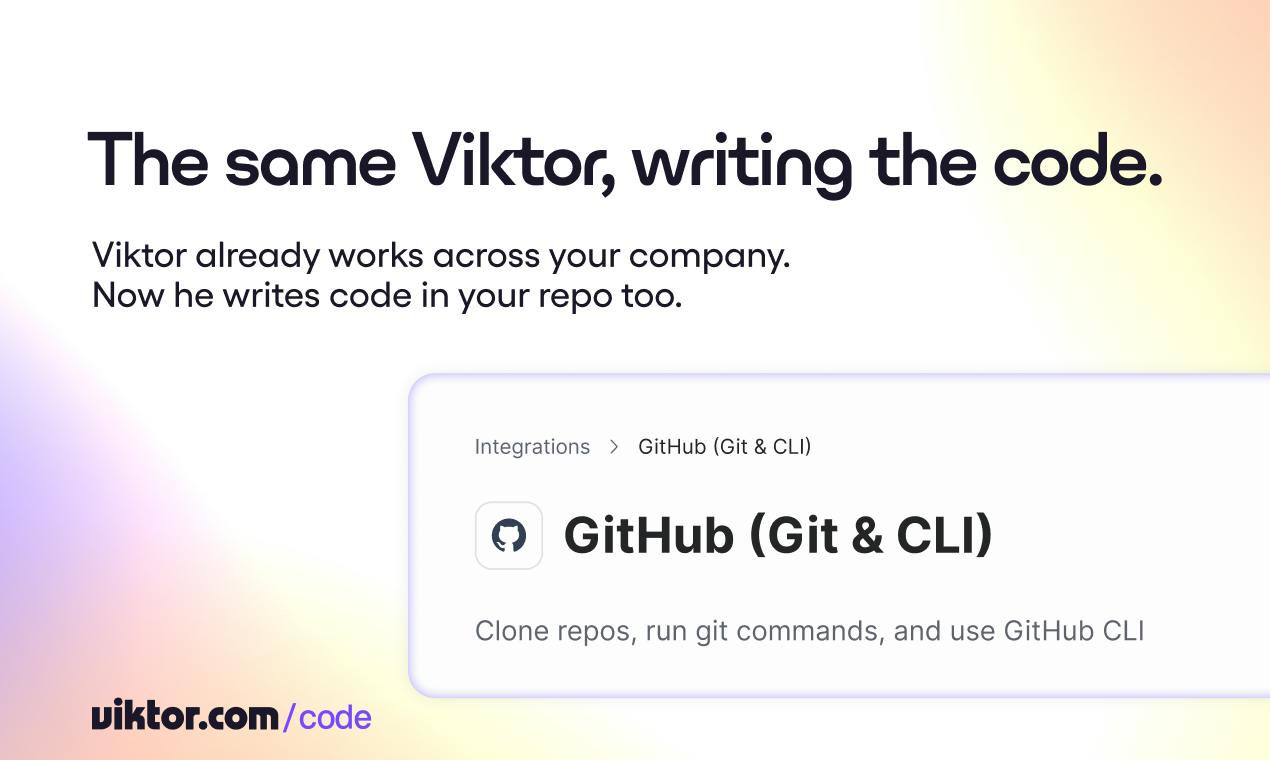 The same Viktor, writing the code.
Viktor already works across your company.
Now he writes code in your repo too.
Integrations > GitHub (Git & CLI)
GitHub (Git & CLI)
Clone repos, run git commands, and use GitHub CLI
viktor.com/code